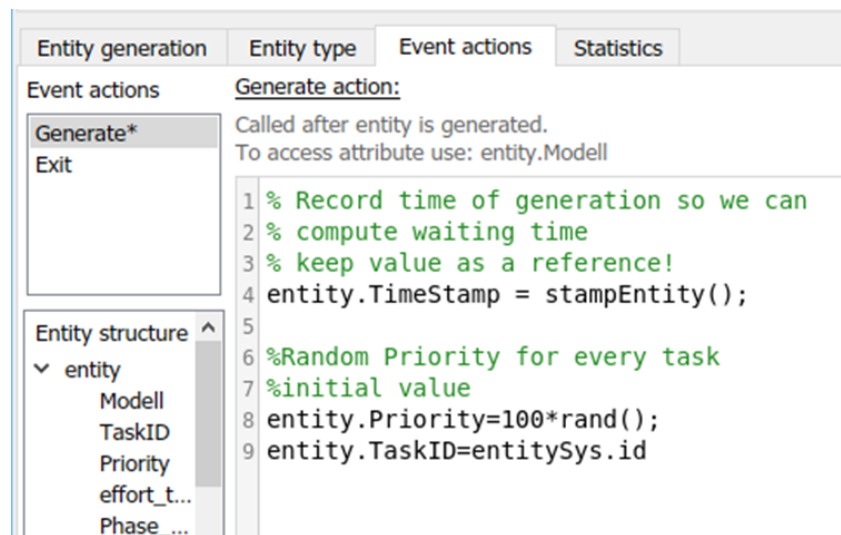 Entity generation Entity type Event actions Statistics
Event actions
Generate*
Exit
Generate action:
Called after entity is generated.
To access attribute use: entity.Modell
1 % Record time of generation so we can
2 % compute waiting time
3 % keep value as a reference!
4 entity.TimeStamp = stampEntity();
5
6 %Random Priority for every task
7 %initial value
8 entity.Priority=100*rand();
9 entity.TaskID=entitySys.id
Entity structure
entity
Modell
TaskID
Priority
effort_t...
Phase_...